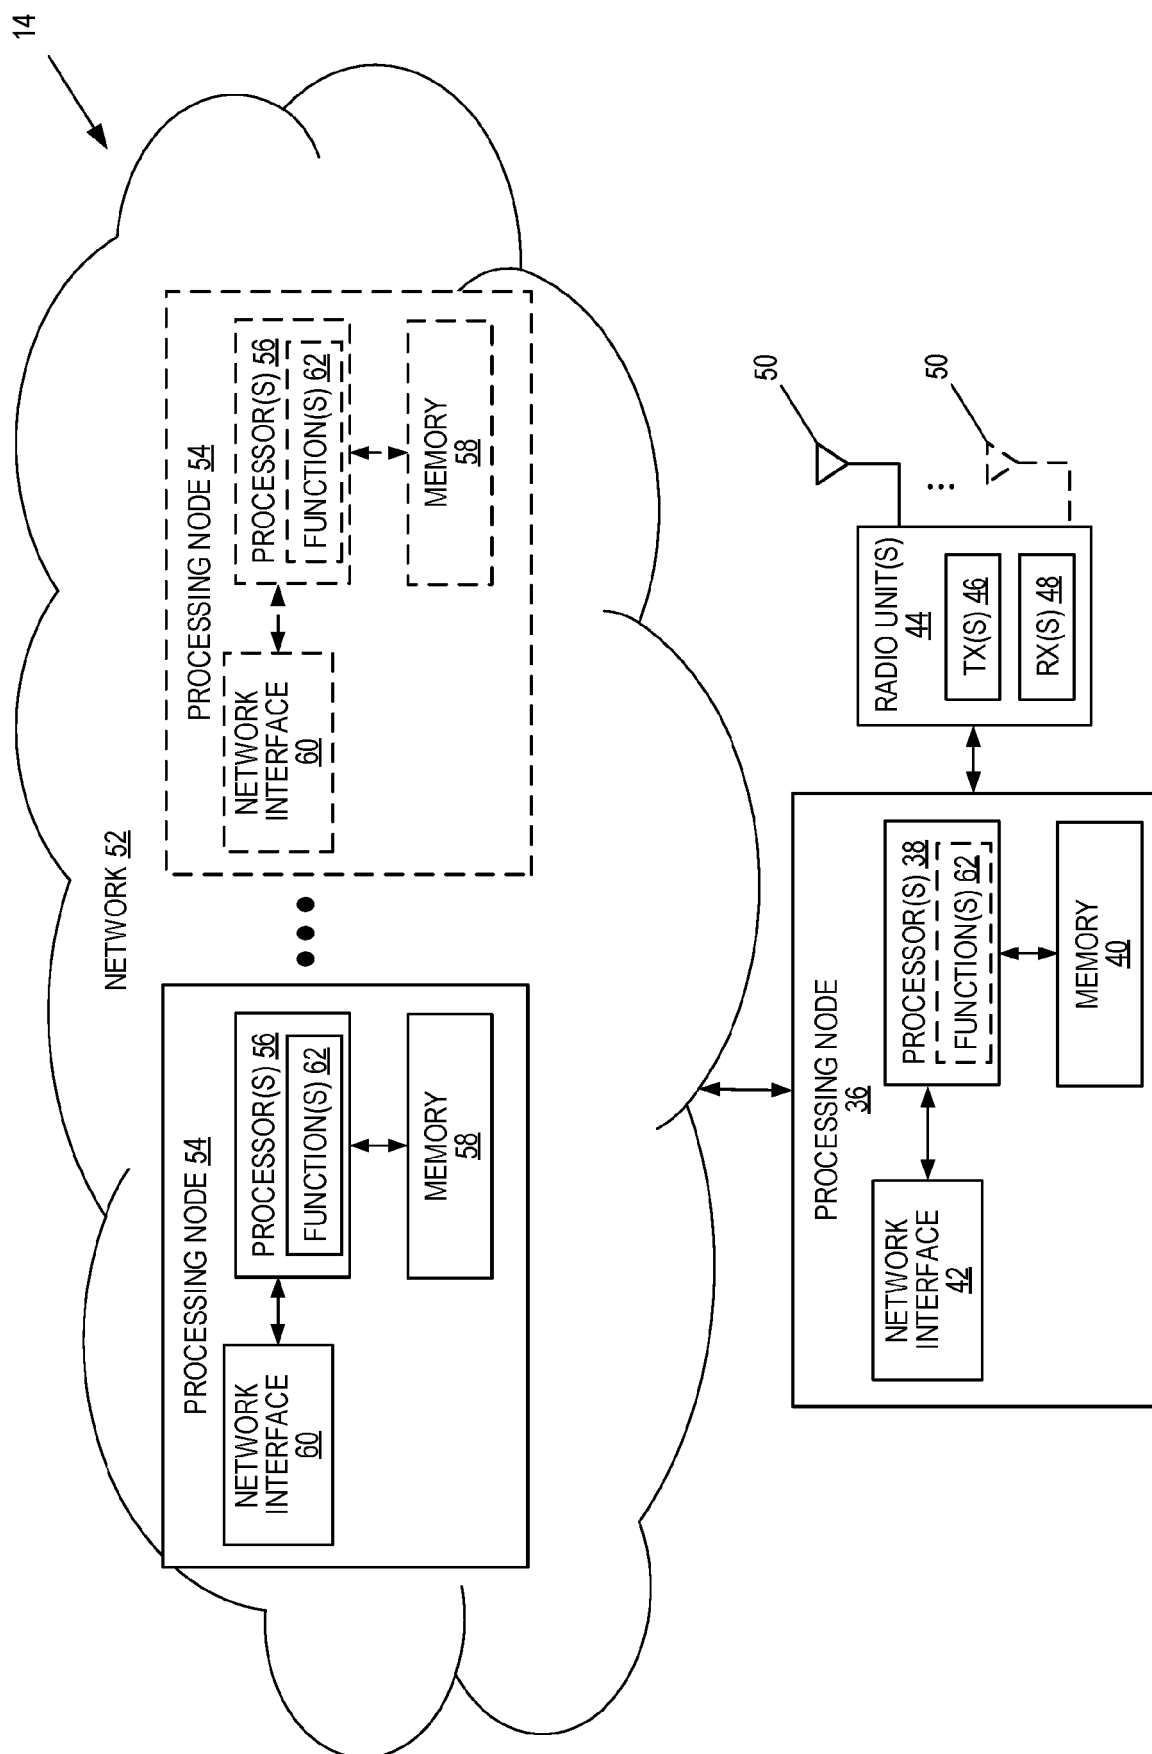 14
NETWORK 52
PROCESSING NODE 54
NETWORK
INTERFACE
60
PROCESSOR(S) 56
FUNCTION(S) 62
MEMORY
58
PROCESSING NODE 54
NETWORK
INTERFACE
60
PROCESSOR(S) 56
FUNCTION(S) 62
MEMORY
58
PROCESSING NODE
36
NETWORK
INTERFACE
42
PROCESSOR(S) 38
FUNCTION(S) 62
MEMORY
40
RADIO UNIT(S)
44
TX(S) 46
RX(S) 48
50
...
50